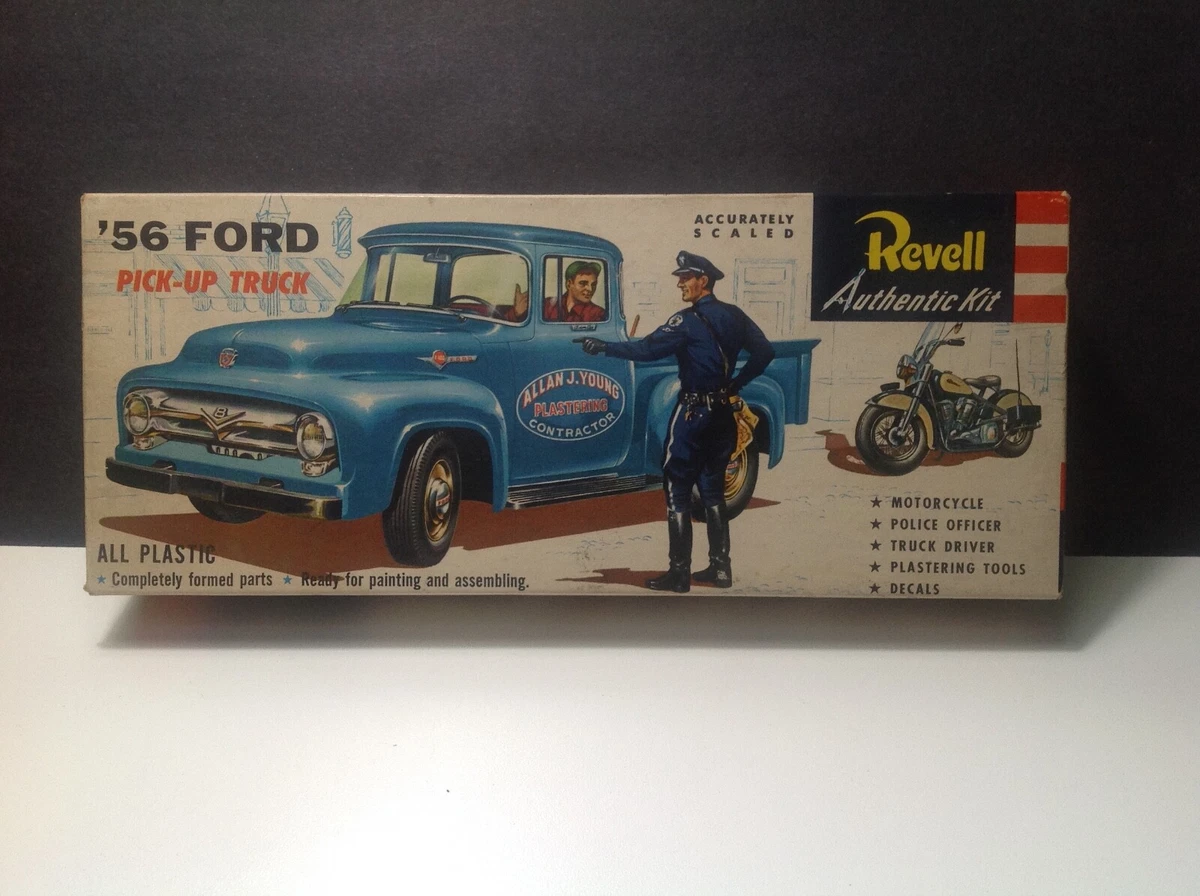 '56 FORD
PICK-UP TRUCK
ACCURATELY
SCALED
Revell
Authentic Kit
ALLAN J. YOUNG
PLASTERING
CONTRACTOR
V8
ALL PLASTIC
★ Completely formed parts ★ Ready for painting and assembling.
★ MOTORCYCLE
★ POLICE OFFICER
★ TRUCK DRIVER
★ PLASTERING TOOLS
★ DECALS